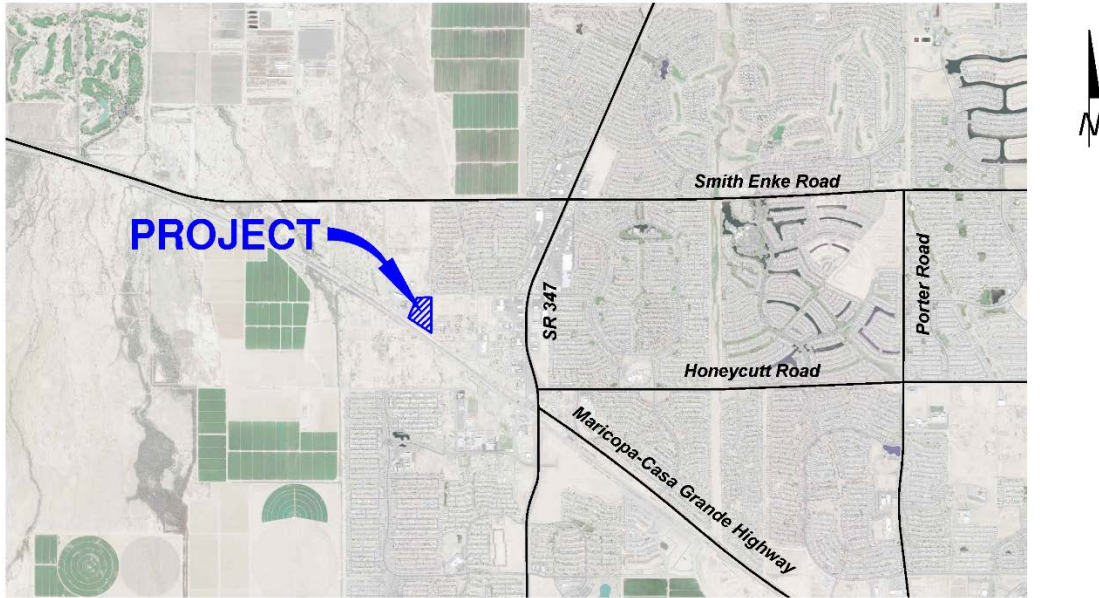 N
Smith Enke Road
PROJECT
Porter Road
SR 347
Honeycutt Road
Maricopa-Casa Grande Highway